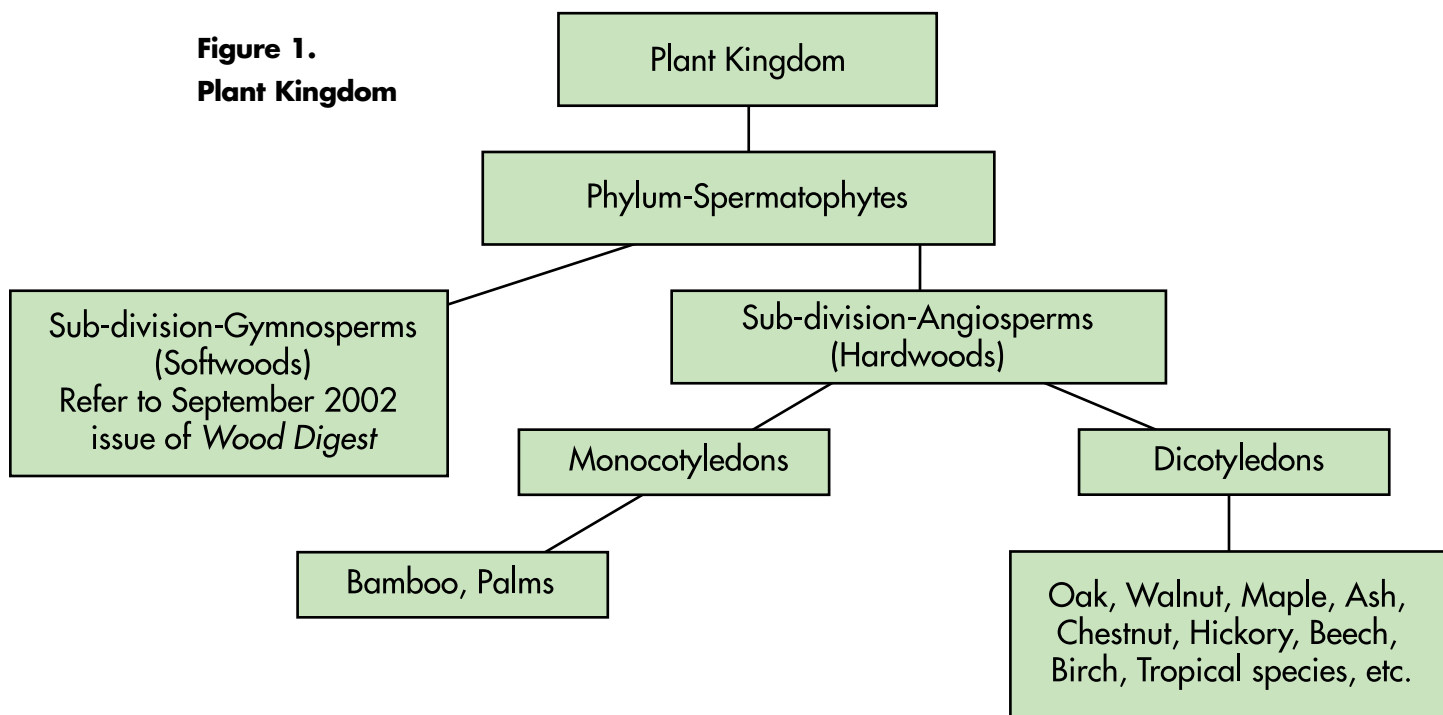 Figure 1.
Plant Kingdom
Plant Kingdom
Phylum-Spermatophytes
Sub-division-Gymnosperms
(Softwoods)
Refer to September 2002
issue of Wood Digest
Sub-division-Angiosperms
(Hardwoods)
Monocotyledons
Dicotyledons
Bamboo, Palms
Oak, Walnut, Maple, Ash,
Chestnut, Hickory, Beech,
Birch, Tropical species, etc.